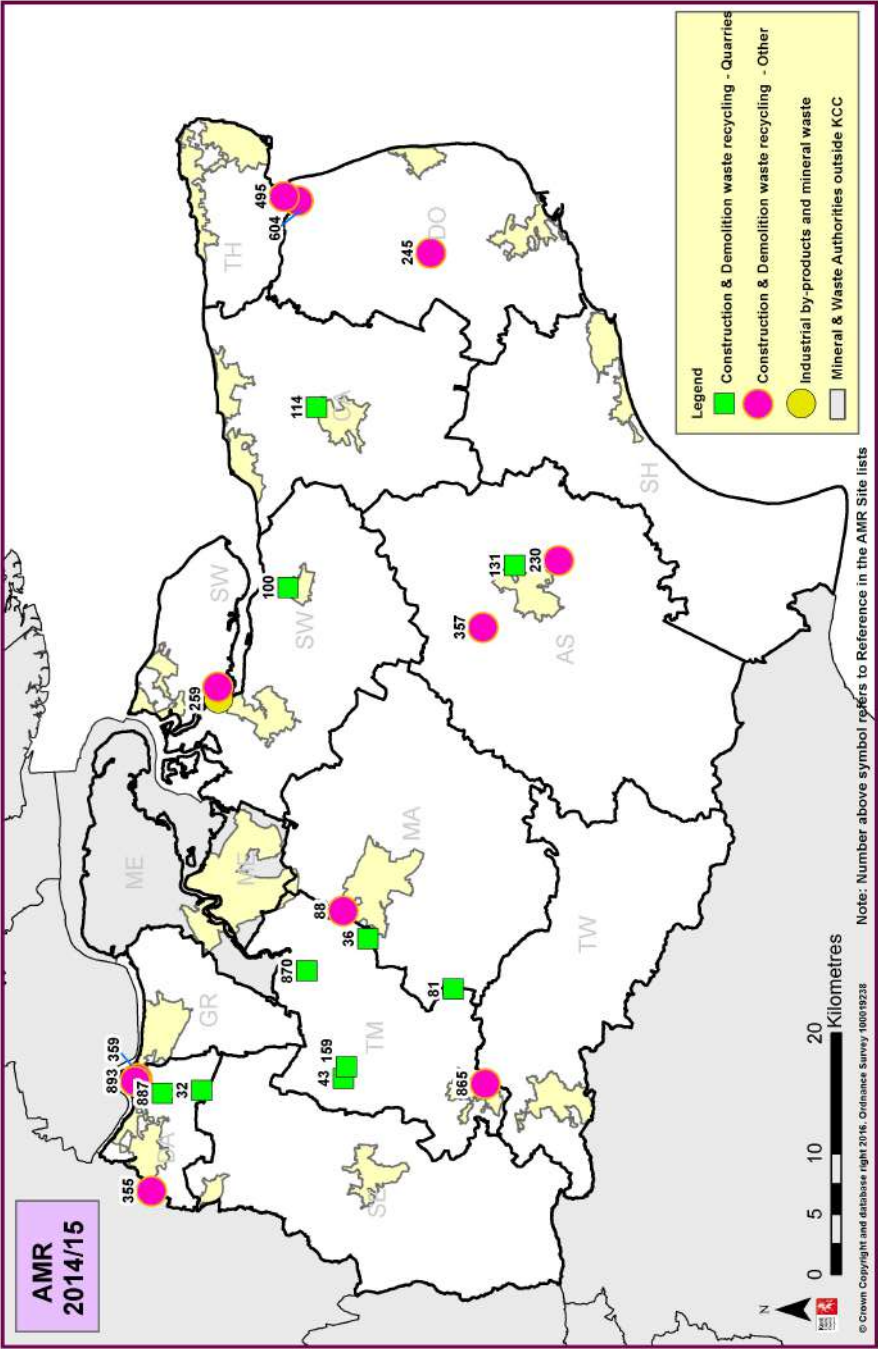 AMR
2014/15
355
893
359
887
32
DA
GR
ME
ME
43
159
TM
870
36
88
81
MA
865
TW
SE
259
SW
SW
100
114
CA
TH
604
495
245
DO
357
131
230
AS
SH
Legend
Construction & Demolition waste recycling - Quarries
Construction & Demolition waste recycling - Other
Industrial by-products and mineral waste
Mineral & Waste Authorities outside KCC
N
0 5 10 20
Kilometres
© Crown Copyright and database right 2016. Ordnance Survey 100019238
Note: Number above symbol refers to Reference in the AMR Site lists